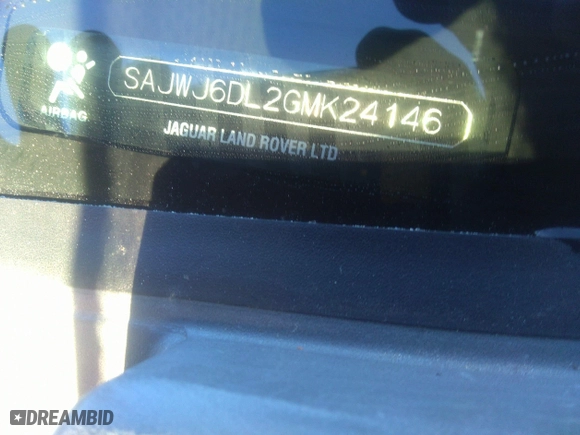 SAJWJ6DL2GMK24146
AIRBAG
JAGUAR LAND ROVER LTD
DREAMBID